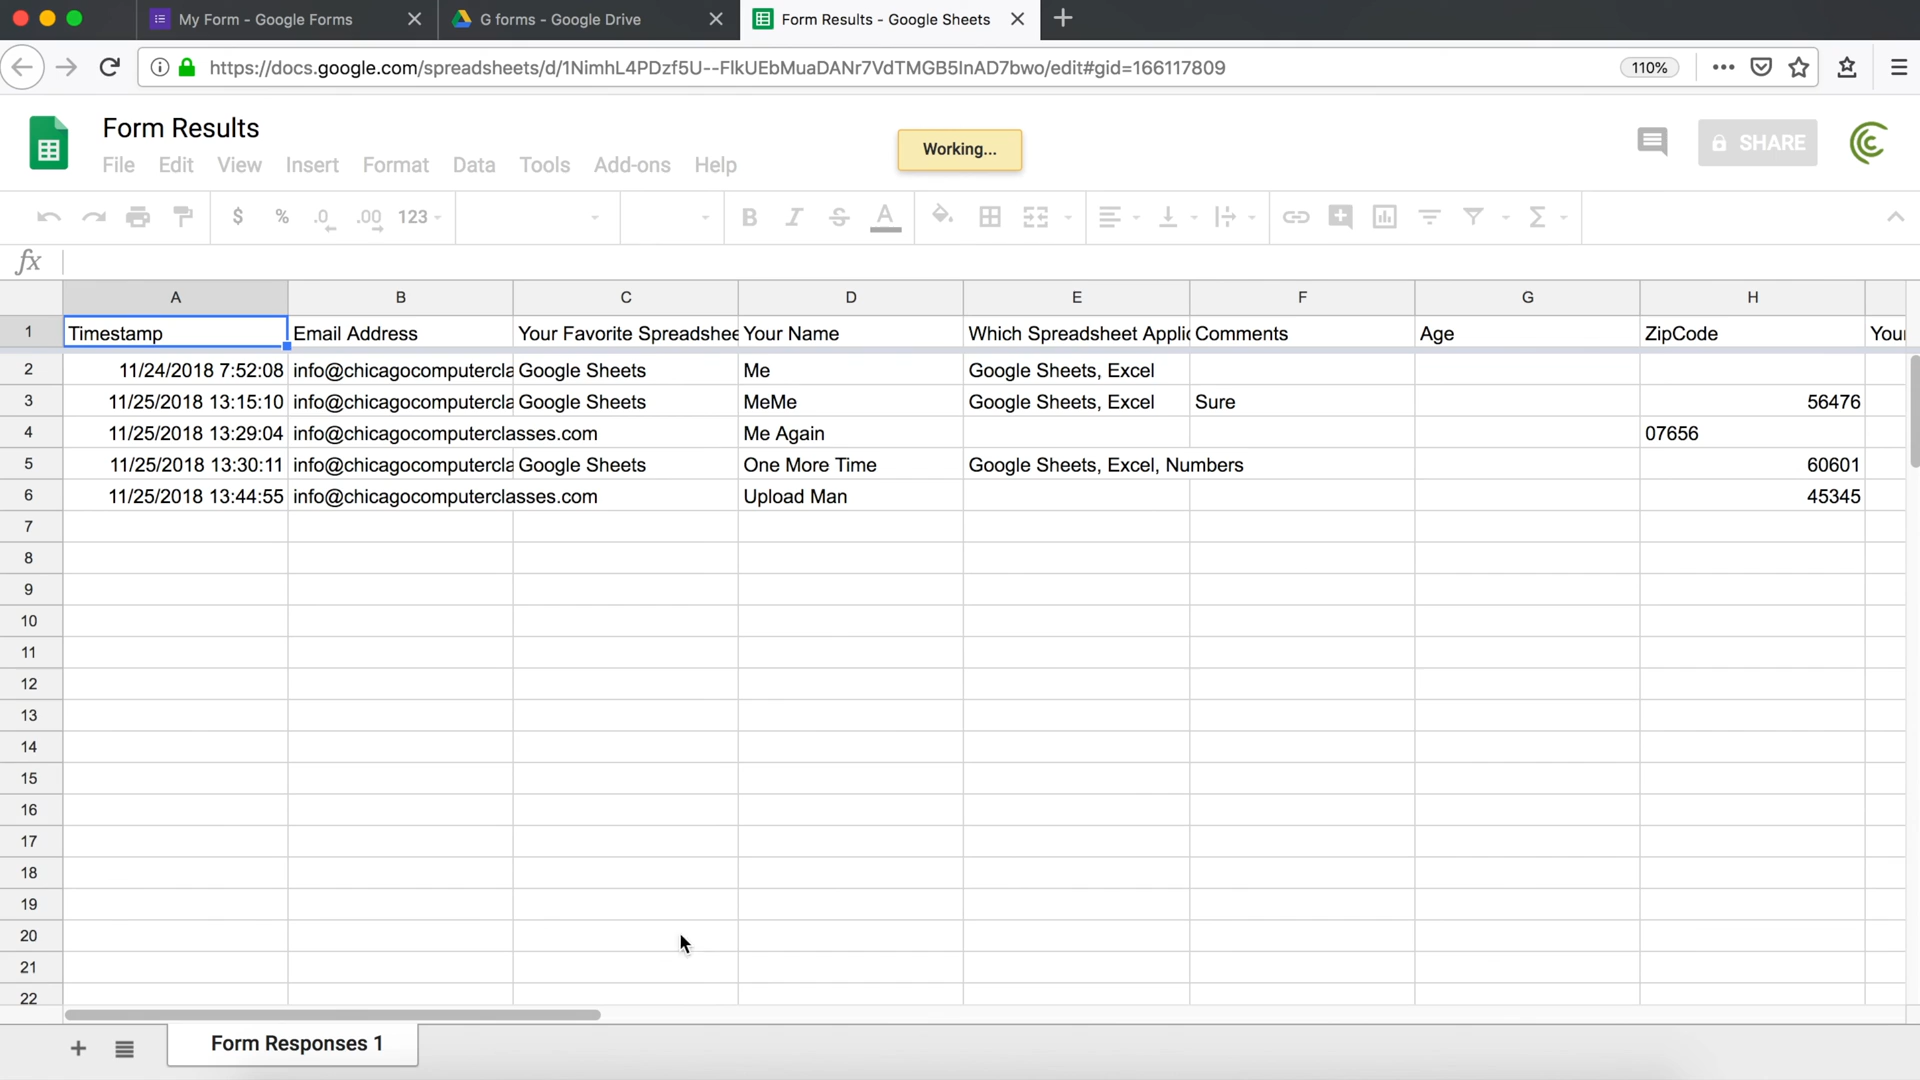 My Form - Google Forms
G forms - Google Drive
Form Results - Google Sheets
https://docs.google.com/spreadsheets/d/1NimhL4PDzf5U--FlkUEbMuaDANr7VdTMGB5lnAD7bwo/edit#gid=166117809
110%
Form Results
File Edit View Insert Format Data Tools Add-ons Help
Working...
SHARE
$ % .0 .00 123 B I S A Σ
fx
A B C D E F G H
1 Timestamp Email Address Your Favorite Spreadshee Your Name Which Spreadsheet Applic Comments Age ZipCode Your
2 11/24/2018 7:52:08 info@chicagocomputercla Google Sheets Me Google Sheets, Excel
3 11/25/2018 13:15:10 info@chicagocomputercla Google Sheets MeMe Google Sheets, Excel Sure 56476
4 11/25/2018 13:29:04 info@chicagocomputerclasses.com Me Again 07656
5 11/25/2018 13:30:11 info@chicagocomputercla Google Sheets One More Time Google Sheets, Excel, Numbers 60601
6 11/25/2018 13:44:55 info@chicagocomputerclasses.com Upload Man 45345
7
8
9
10
11
12
13
14
15
16
17
18
19
20
21
22
Form Responses 1